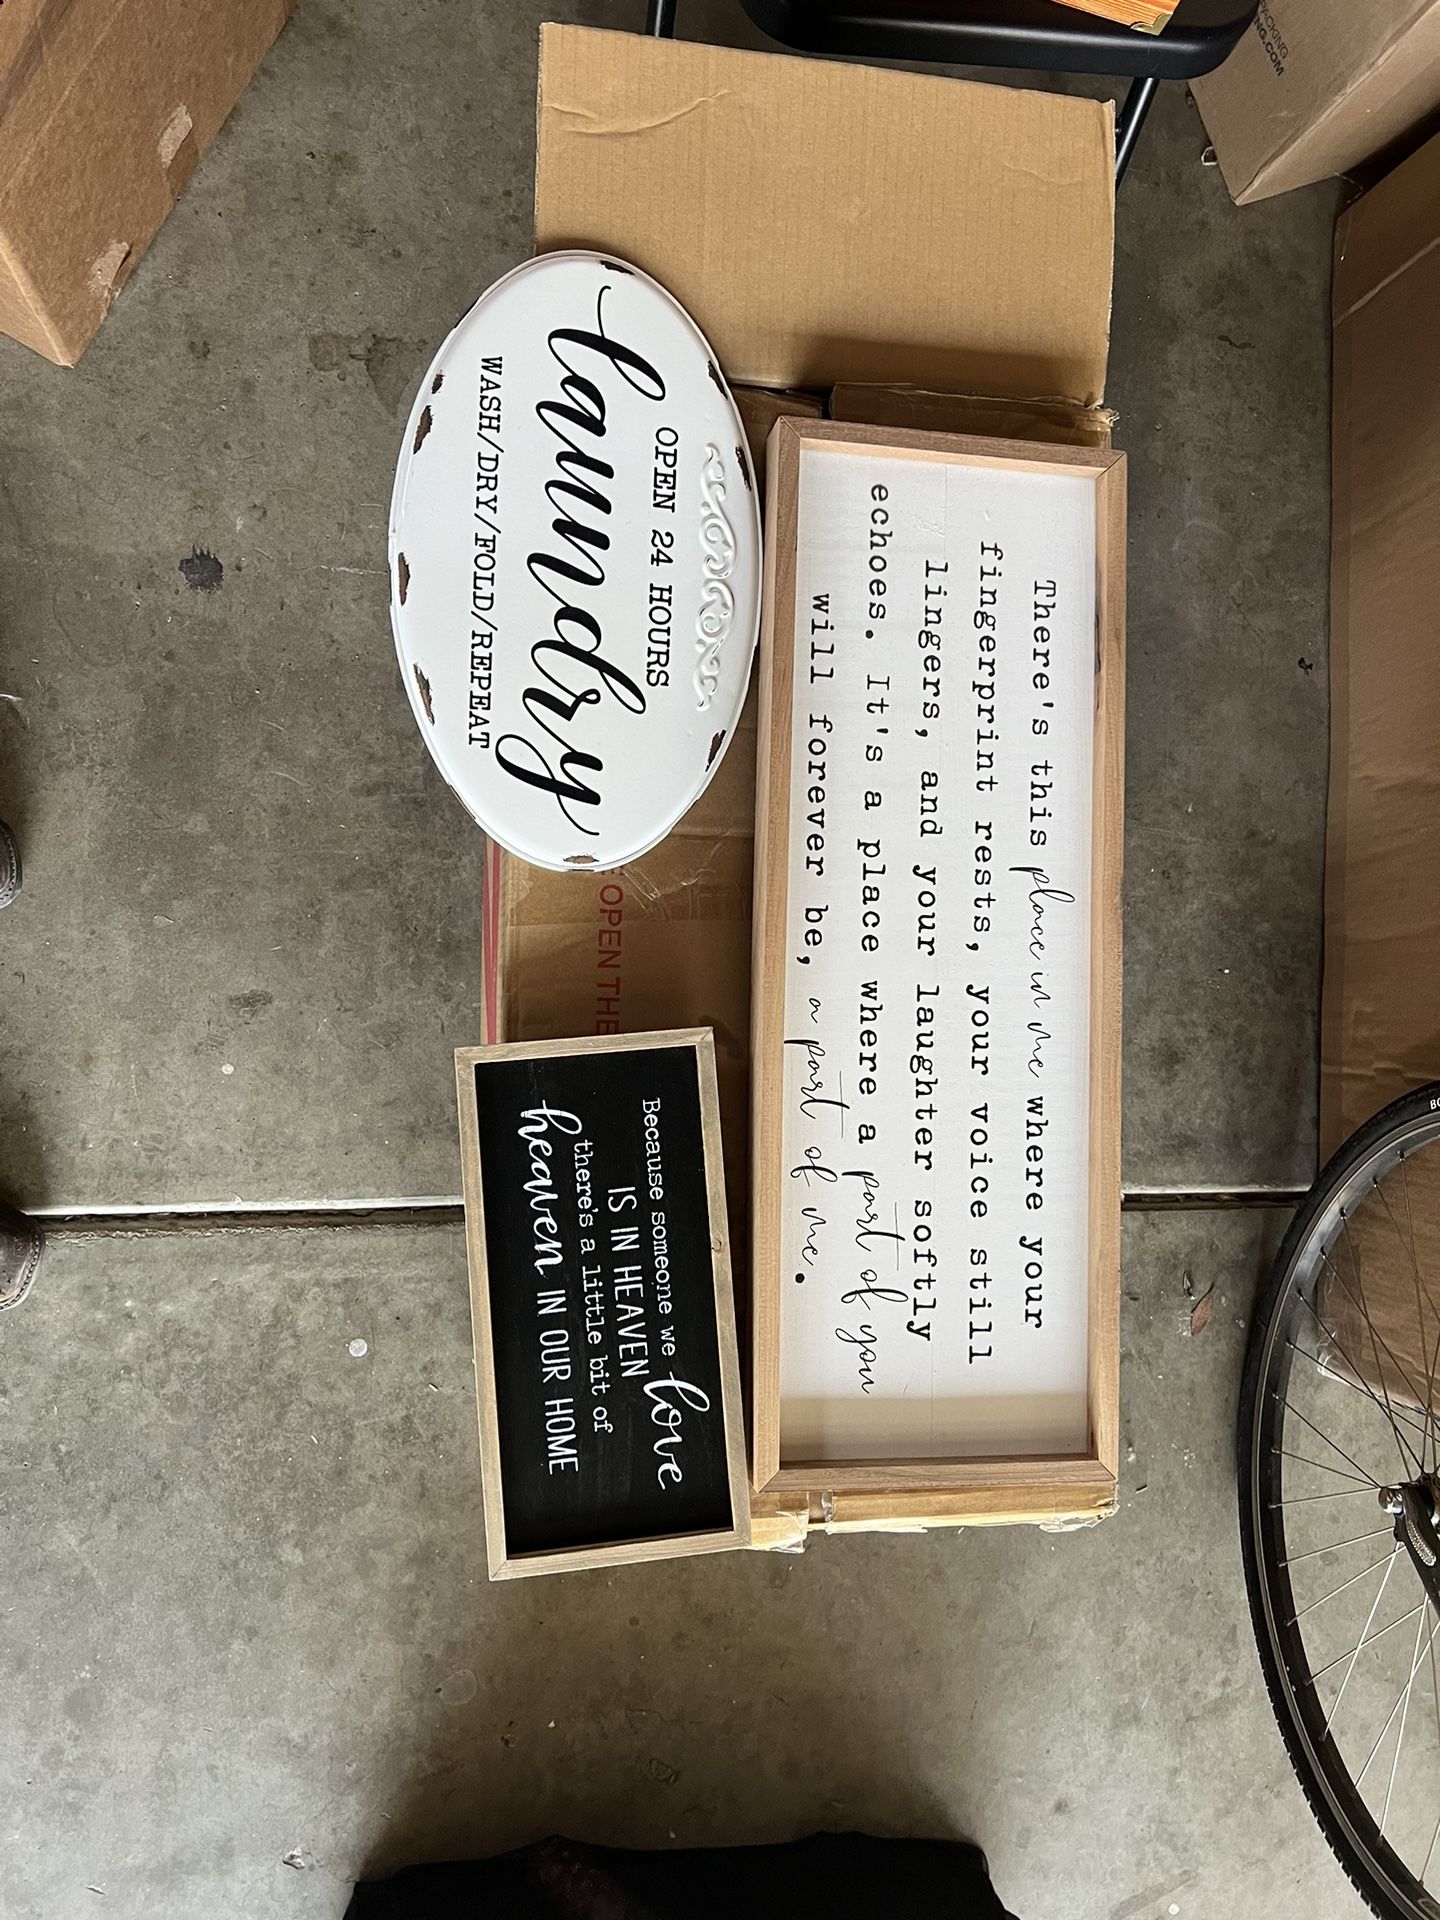 There's this place in me where your
fingerprint rests, your voice still
lingers, and your laughter softly
echoes. It's a place where a part of you
will forever be, a part of me.
OPEN 24 HOURS
laundry
WASH/DRY/FOLD/REPEAT
Because someone we love
IS IN HEAVEN
there's a little bit of
heaven IN OUR HOME
OPEN THE